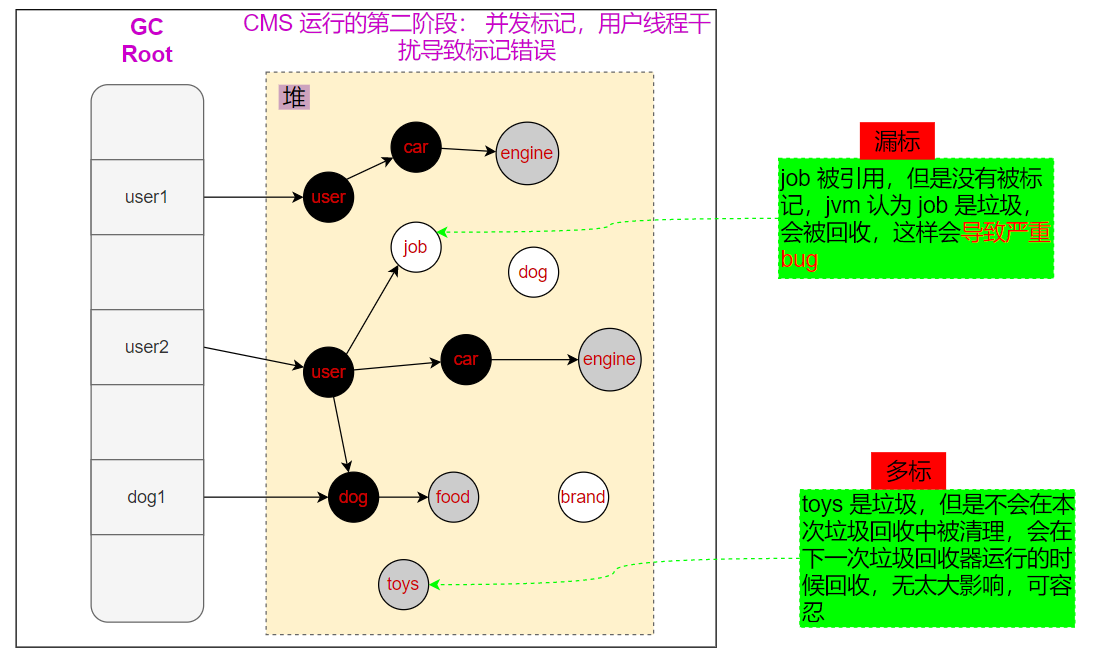 GC
Root
CMS 运行的第二阶段： 并发标记，用户线程干
扰导致标记错误
堆
user1
user2
dog1
user
car
engine
job
dog
user
car
engine
dog
food
brand
toys
漏标
job 被引用，但是没有被标
记，jvm 认为 job 是垃圾，
会被回收，这样会导致严重
bug
多标
toys 是垃圾，但是不会在本
次垃圾回收中被清理，会在
下一次垃圾回收器运行的时
候回收，无太大影响，可容
忍